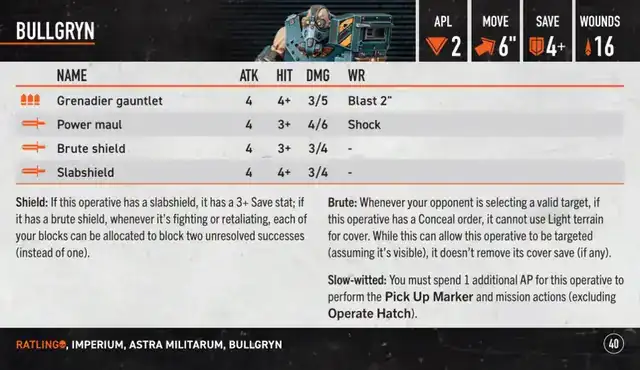 BULLGRYN
APL MOVE SAVE WOUNDS
2 6" 4+ 16
NAME ATK HIT DMG WR
Grenadier gauntlet 4 4+ 3/5 Blast 2"
Power maul 4 3+ 4/6 Shock
Brute shield 4 3+ 3/4 -
Slabshield 4 4+ 3/4 -
Shield: If this operative has a slabshield, it has a 3+ Save stat; if
it has a brute shield, whenever it's fighting or retaliating, each of
your blocks can be allocated to block two unresolved successes
(instead of one).
Brute: Whenever your opponent is selecting a valid target, if
this operative has a Conceal order, it cannot use Light terrain
for cover. While this can allow this operative to be targeted
(assuming it's visible), it doesn't remove its cover save (if any).
Slow-witted: You must spend 1 additional AP for this operative to
perform the Pick Up Marker and mission actions (excluding
Operate Hatch).
RATLING, IMPERIUM, ASTRA MILITARUM, BULLGRYN
40